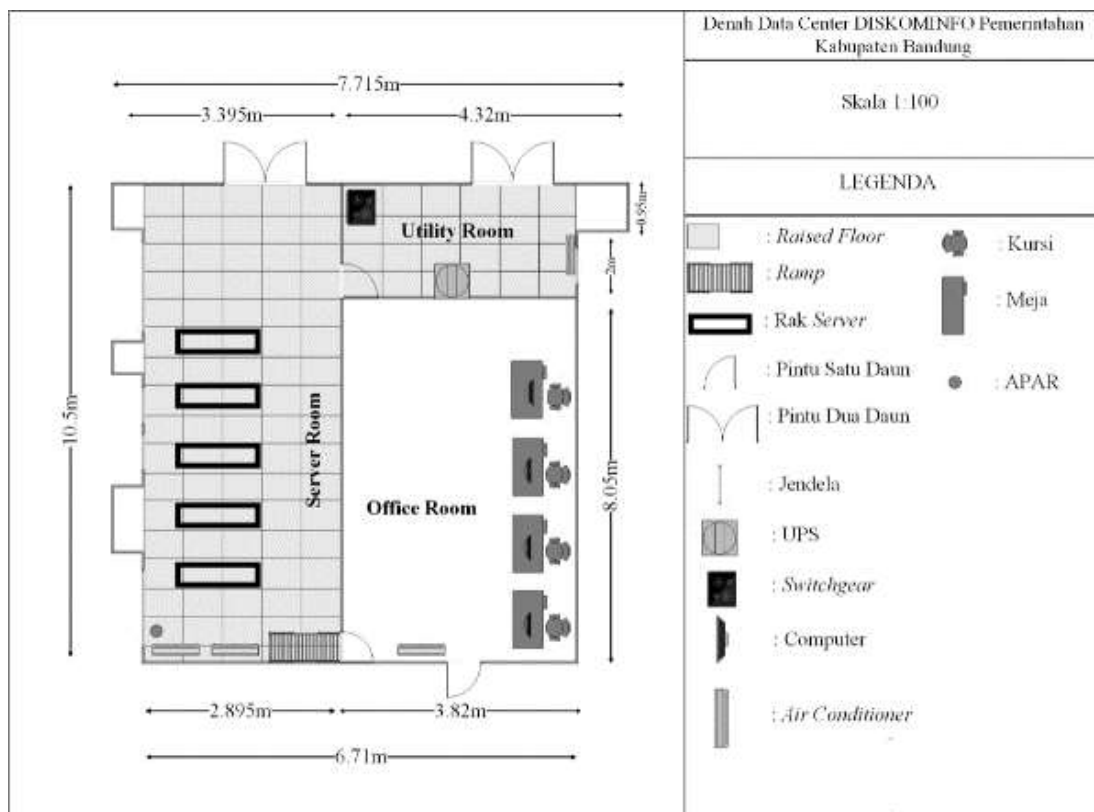 Denah Data Center DISKOMINFO Pemerintahan
Kabupaten Bandung
Skala 1:100
LEGENDA
: Raised Floor
: Ramp
: Rak Server
: Pintu Satu Daun
: Pintu Dua Daun
: Jendela
: UPS
: Switchgear
: Computer
: Air Conditioner
: Kursi
: Meja
: APAR
7.715m
3.395m
4.32m
0.95m
Utility Room
2m
10.5m
Server Room
Office Room
8.05m
2.895m
3.82m
6.71m